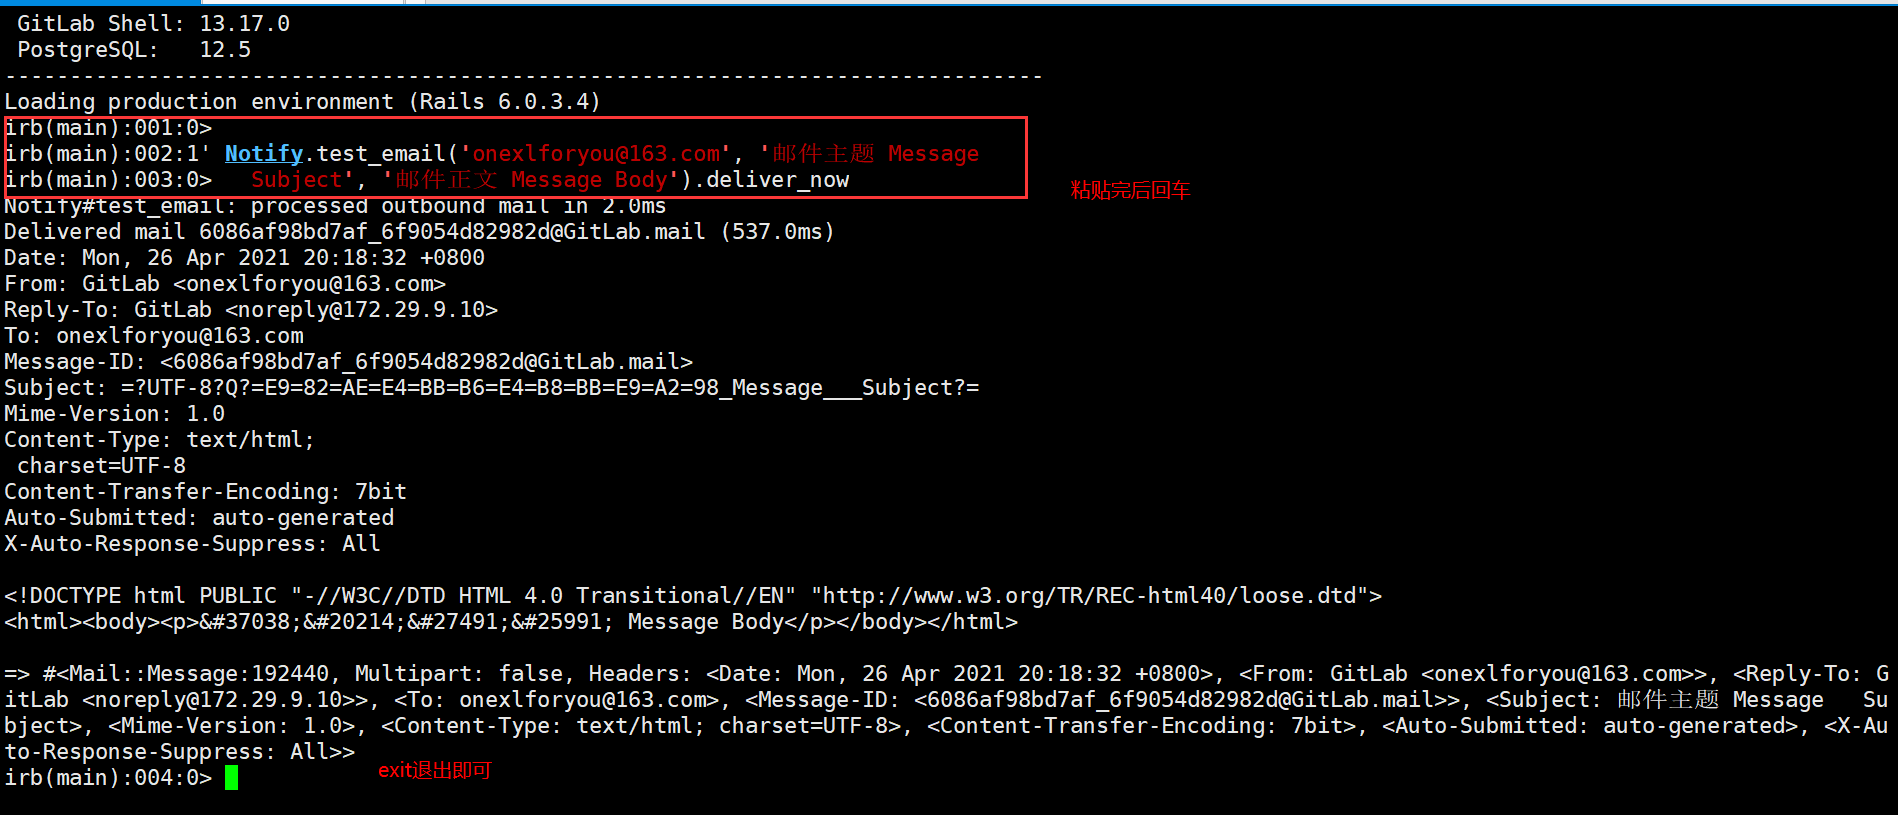 GitLab Shell: 13.17.0
PostgreSQL:   12.5
--------------------------------------------------------------------------------
Loading production environment (Rails 6.0.3.4)
irb(main):001:0>
irb(main):002:1' Notify.test_email('onexlforyou@163.com', '邮件主题 Message
irb(main):003:0>   Subject', '邮件正文 Message Body').deliver_now
粘贴完后回车
Notify#test_email: processed outbound mail in 2.0ms
Delivered mail 6086af98bd7af_6f9054d82982d@GitLab.mail (537.0ms)
Date: Mon, 26 Apr 2021 20:18:32 +0800
From: GitLab <onexlforyou@163.com>
Reply-To: GitLab <noreply@172.29.9.10>
To: onexlforyou@163.com
Message-ID: <6086af98bd7af_6f9054d82982d@GitLab.mail>
Subject: =?UTF-8?Q?=E9=82=AE=E4=BB=B6=E4=B8=BB=E9=A2=98_Message___Subject?=
Mime-Version: 1.0
Content-Type: text/html;
 charset=UTF-8
Content-Transfer-Encoding: 7bit
Auto-Submitted: auto-generated
X-Auto-Response-Suppress: All
<!DOCTYPE html PUBLIC "-//W3C//DTD HTML 4.0 Transitional//EN" "http://www.w3.org/TR/REC-html40/loose.dtd">
<html><body><p>&#37038;&#20214;&#27491;&#25991; Message Body</p></body></html>
=> #<Mail::Message:192440, Multipart: false, Headers: <Date: Mon, 26 Apr 2021 20:18:32 +0800>, <From: GitLab <onexlforyou@163.com>>, <Reply-To: G
itLab <noreply@172.29.9.10>>, <To: onexlforyou@163.com>, <Message-ID: <6086af98bd7af_6f9054d82982d@GitLab.mail>>, <Subject: 邮件主题 Message   Su
bject>, <Mime-Version: 1.0>, <Content-Type: text/html; charset=UTF-8>, <Content-Transfer-Encoding: 7bit>, <Auto-Submitted: auto-generated>, <X-Au
to-Response-Suppress: All>>
irb(main):004:0>
exit退出即可